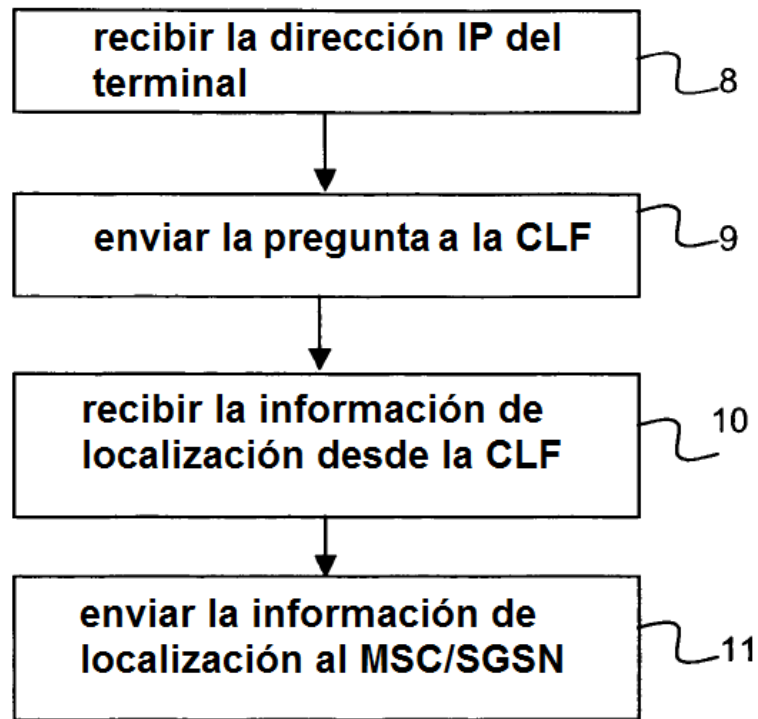 recibir la dirección IP del
terminal
8
enviar la pregunta a la CLF
9
recibir la información de
localización desde la CLF
10
enviar la información de
localización al MSC/SGSN
11